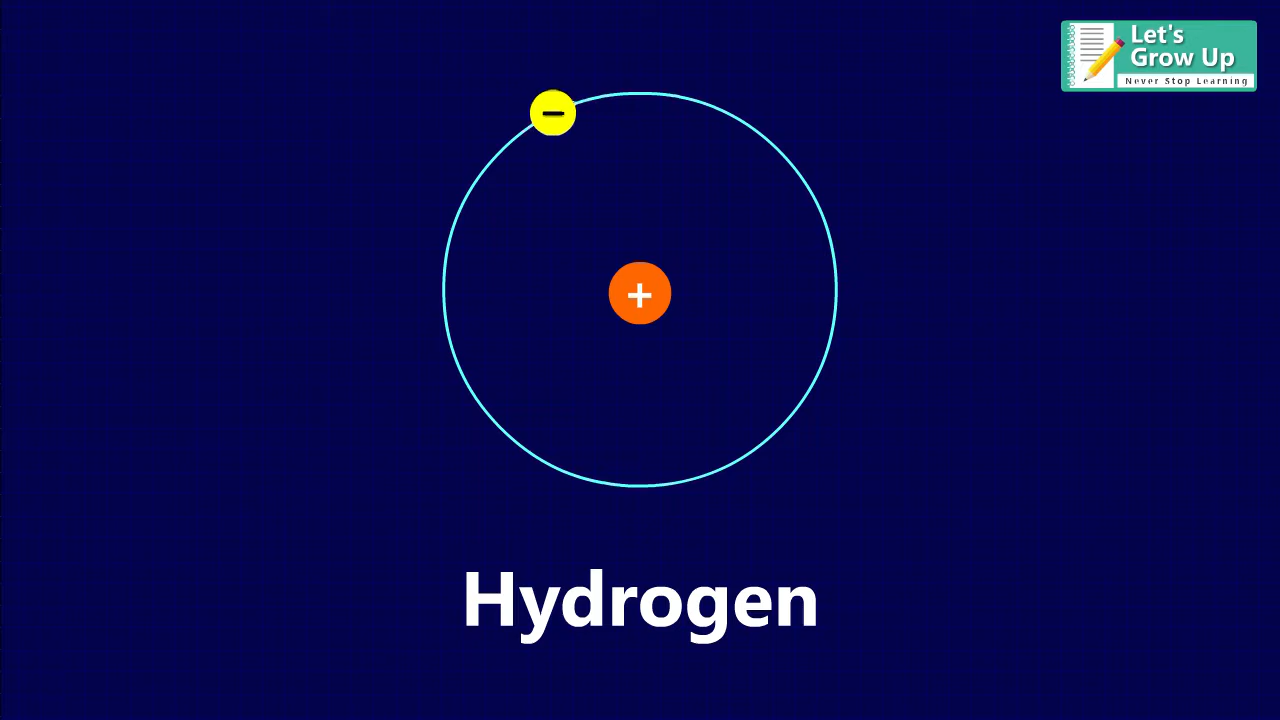 Let's
Grow Up
Never Stop Learning
−
+
Hydrogen